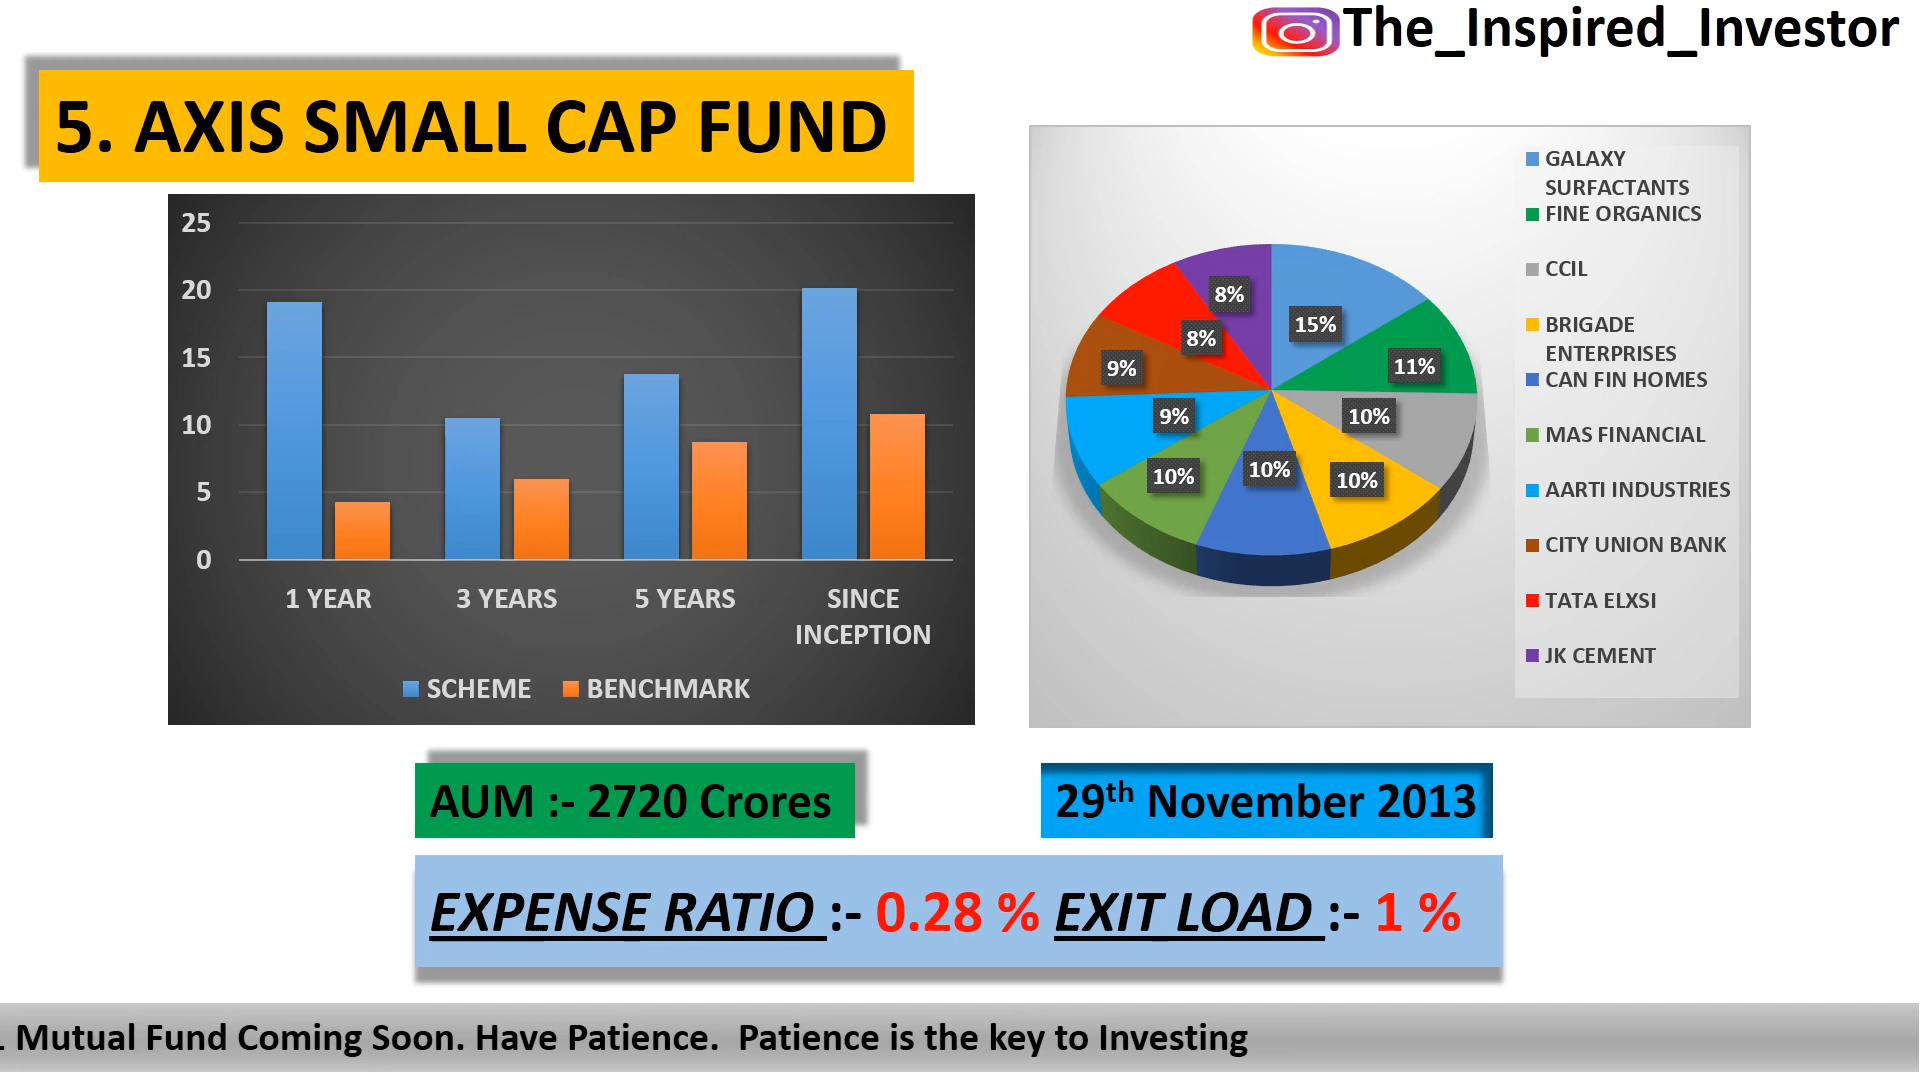 The_Inspired_Investor
5. AXIS SMALL CAP FUND
25
20
15
10
5
0
1 YEAR
3 YEARS
5 YEARS
SINCE
INCEPTION
SCHEME
BENCHMARK
8%
15%
8%
11%
9%
9%
10%
10%
10%
10%
GALAXY
SURFACTANTS
FINE ORGANICS
CCIL
BRIGADE
ENTERPRISES
CAN FIN HOMES
MAS FINANCIAL
AARTI INDUSTRIES
CITY UNION BANK
TATA ELXSI
JK CEMENT
AUM :- 2720 Crores
29th November 2013
EXPENSE RATIO :- 0.28 % EXIT LOAD :- 1 %
Mutual Fund Coming Soon. Have Patience.  Patience is the key to Investing